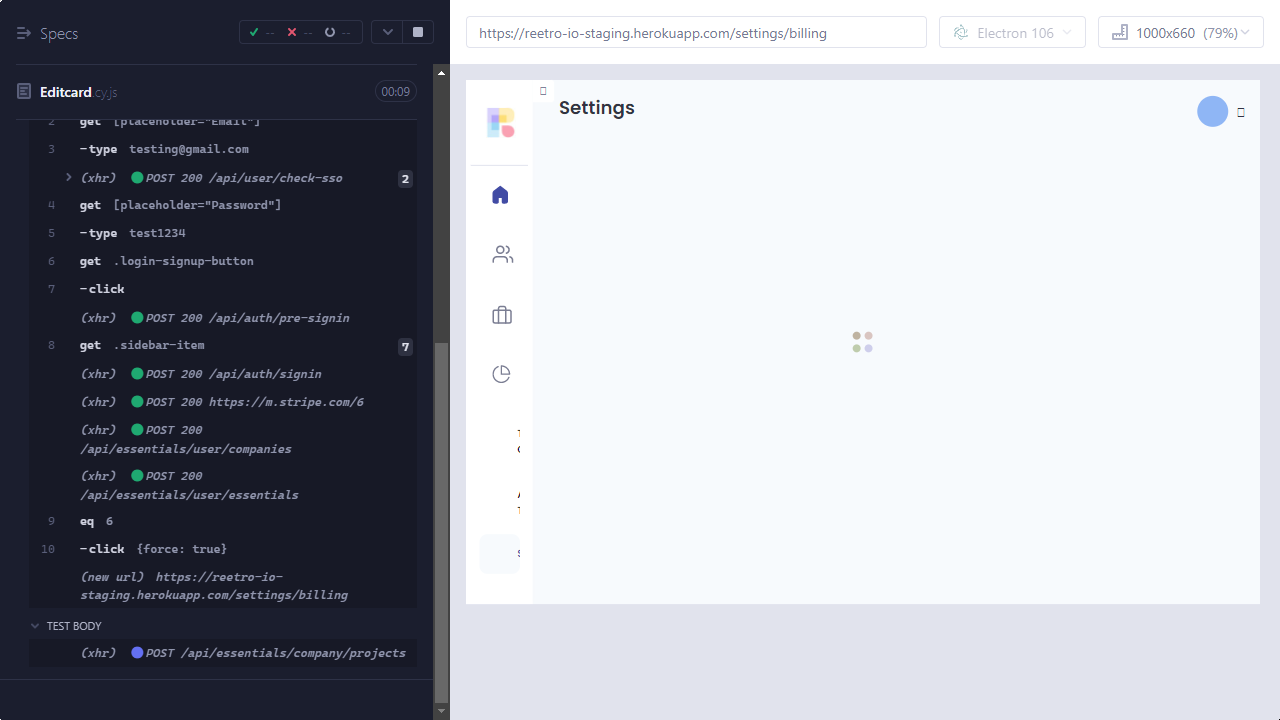 Specs
-- -- --
Editcard.cy.js
00:09
2 get [placeholder="Email"]
3 -type testing@gmail.com
(xhr) POST 200 /api/user/check-sso 2
4 get [placeholder="Password"]
5 -type test1234
6 get .login-signup-button
7 -click
(xhr) POST 200 /api/auth/pre-signin
8 get .sidebar-item 7
(xhr) POST 200 /api/auth/signin
(xhr) POST 200 https://m.stripe.com/6
(xhr) POST 200
/api/essentials/user/companies
(xhr) POST 200
/api/essentials/user/essentials
9 eq 6
10 -click {force: true}
(new url) https://reetro-io-
staging.herokuapp.com/settings/billing
TEST BODY
(xhr) POST /api/essentials/company/projects
https://reetro-io-staging.herokuapp.com/settings/billing
Electron 106
1000x660 (79%)
Settings